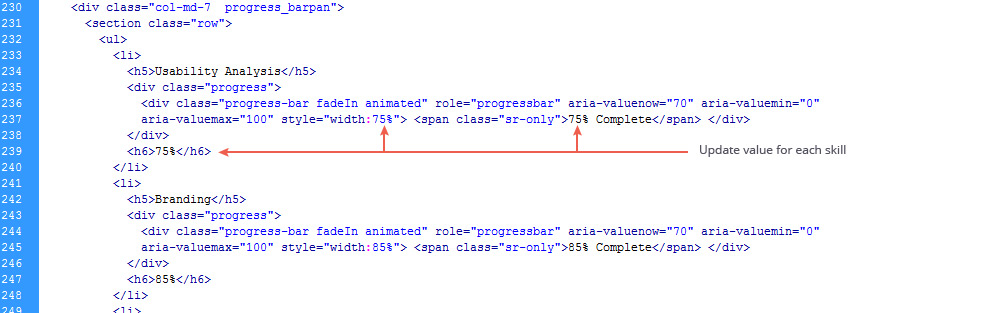 230 <div class="col-md-7  progress_barpan">
231 <section class="row">
232 <ul>
233 <li>
234 <h5>Usability Analysis</h5>
235 <div class="progress">
236 <div class="progress-bar fadeIn animated" role="progressbar" aria-valuenow="70" aria-valuemin="0"
237 aria-valuemax="100" style="width:75%"> <span class="sr-only">75% Complete</span> </div>
238 </div>
239 <h6>75%</h6> Update value for each skill
240 </li>
241 <li>
242 <h5>Branding</h5>
243 <div class="progress">
244 <div class="progress-bar fadeIn animated" role="progressbar" aria-valuenow="70" aria-valuemin="0"
245 aria-valuemax="100" style="width:85%"> <span class="sr-only">85% Complete</span> </div>
246 </div>
247 <h6>85%</h6>
248 </li>
249 <li>